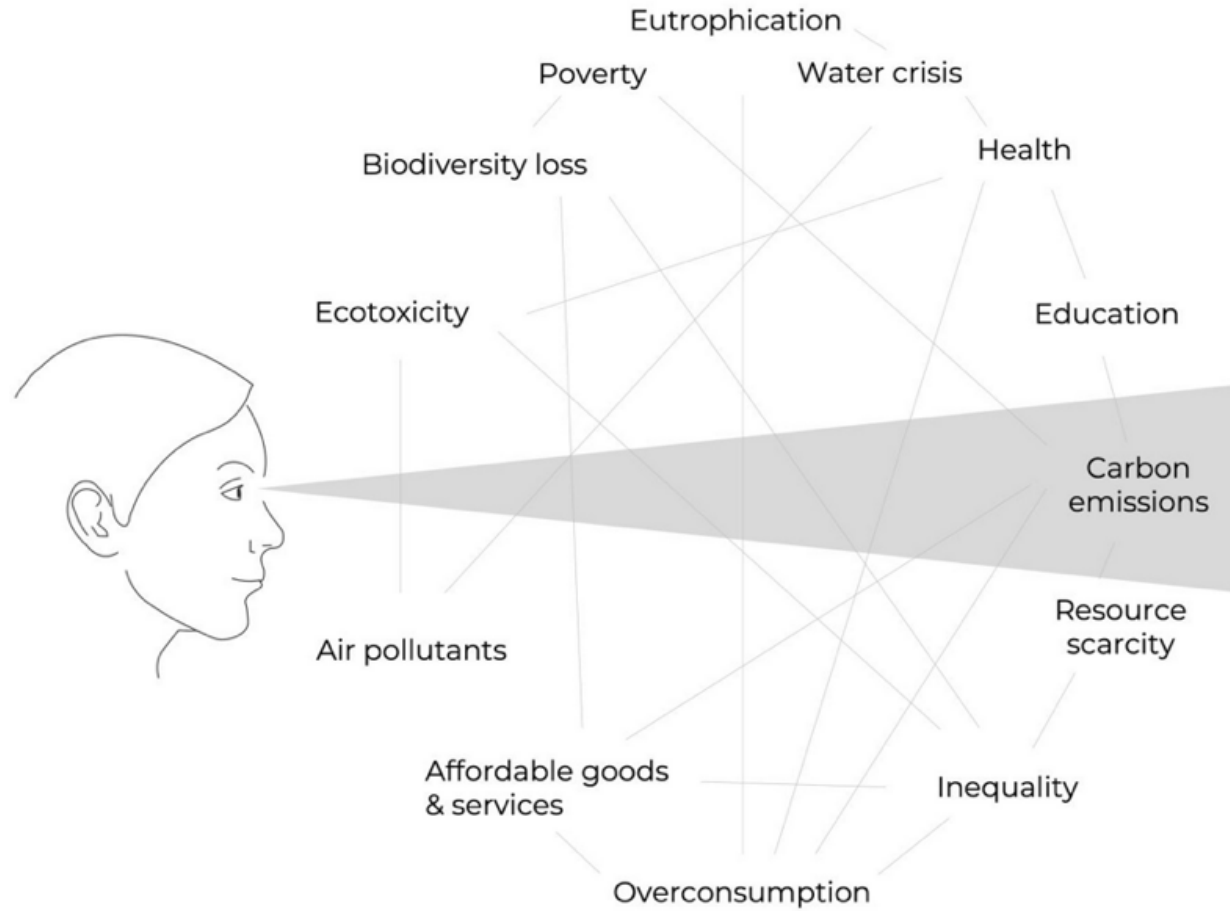 Eutrophication
Poverty
Water crisis
Health
Biodiversity loss
Ecotoxicity
Education
Carbon
emissions
Resource
scarcity
Air pollutants
Affordable goods
& services
Inequality
Overconsumption